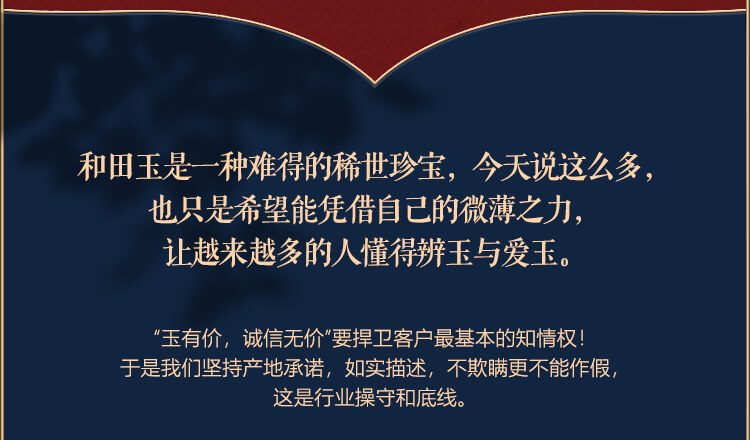 和田玉是一种难得的稀世珍宝，今天说这么多，
也只是希望能凭借自己的微薄之力，
让越来越多的人懂得辨玉与爱玉。
“玉有价，诚信无价”要捍卫客户最基本的知情权！
于是我们坚持产地承诺，如实描述，不欺瞒更不能作假，
这是行业操守和底线。